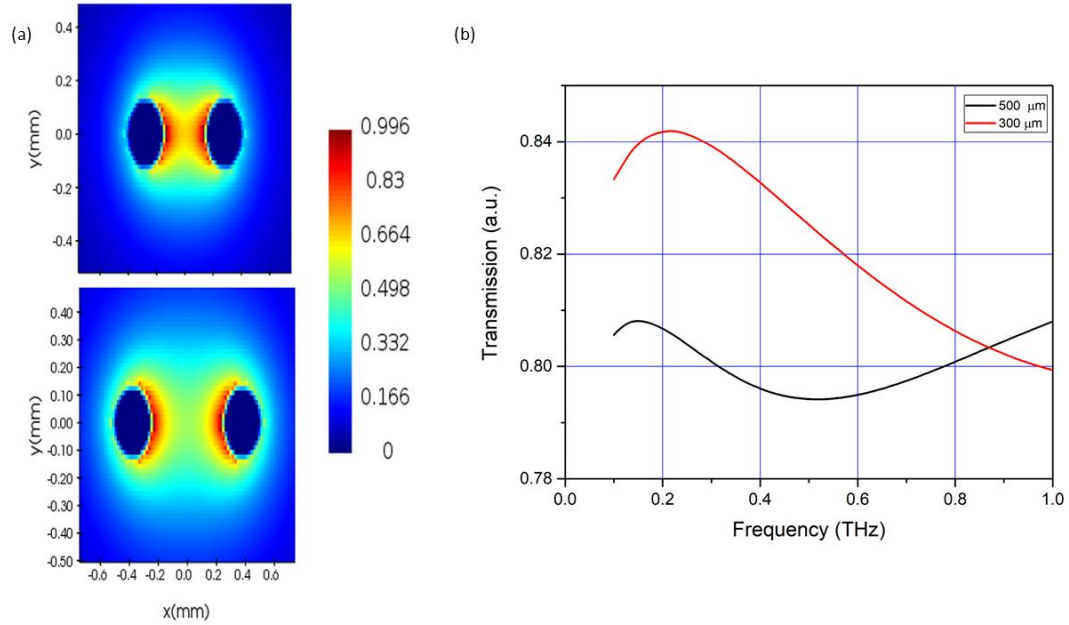 (a)
0.4
0.2
0.0
-0.2
-0.4
y(mm)
0.40
0.30
0.20
0.10
0.00
-0.10
-0.20
-0.30
-0.40
-0.50
y(mm)
-0.6 -0.4 -0.2 0.0 0.2 0.4 0.6
x(mm)
0.996
0.83
0.664
0.498
0.332
0.166
0
(b)
500 μm
300 μm
0.84
0.82
0.80
0.78
Transmission (a.u.)
0.0 0.2 0.4 0.6 0.8 1.0
Frequency (THz)